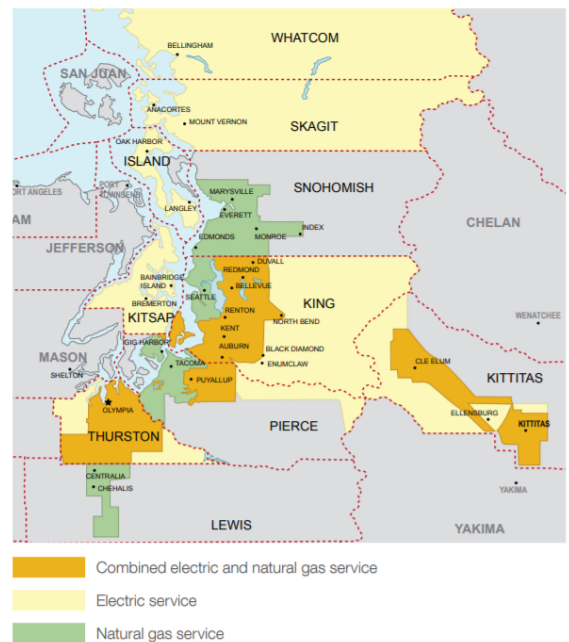 WHATCOM
BELLINGHAM
SAN JUAN
ANACORTES
MOUNT VERNON
SKAGIT
OAK HARBOR
ISLAND
PORT
TOWNSEND
ORT ANGELES
SNOHOMISH
MARYSVILLE
LANGLEY
EVERETT
AM
CHELAN
INDEX
EDMONDS
MONROE
JEFFERSON
DUVALL
REDMOND
BAINBRIDGE
ISLAND
BELLEVUE
SEATTLE
BREMERTON
KING
RENTON
KITSAP
NORTH BEND
WENATCHEE
KENT
GIG HARBOR
AUBURN
BLACK DIAMOND
MASON
TACOMA
CLE ELUM
ENUMCLAW
SHELTON
PUYALLUP
KITTITAS
OLYMPIA
ELLENSBURG
KITTITAS
PIERCE
THURSTON
CENTRALIA
CHEHALIS
YAKIMA
LEWIS
YAKIMA
Combined electric and natural gas service
Electric service
Natural gas service